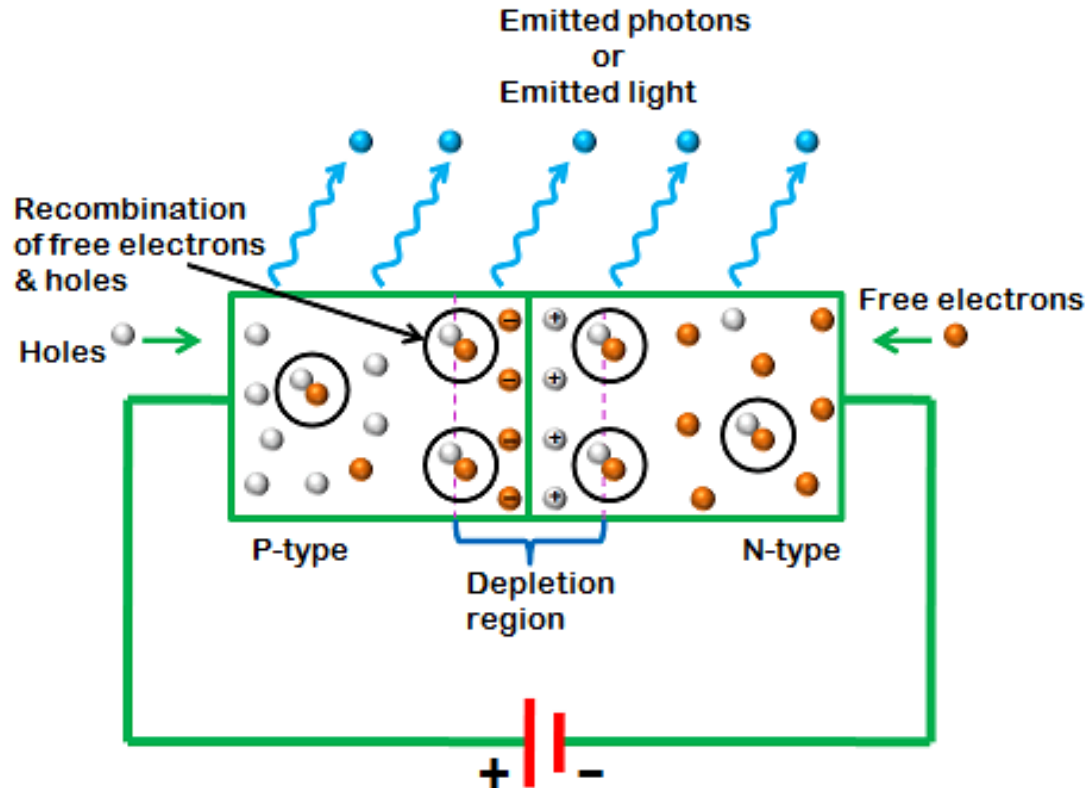 Emitted photons
or
Emitted light
Recombination
of free electrons
& holes
Holes
Free electrons
− + 
− +
− +
− +
P-type
N-type
Depletion
region
+ −